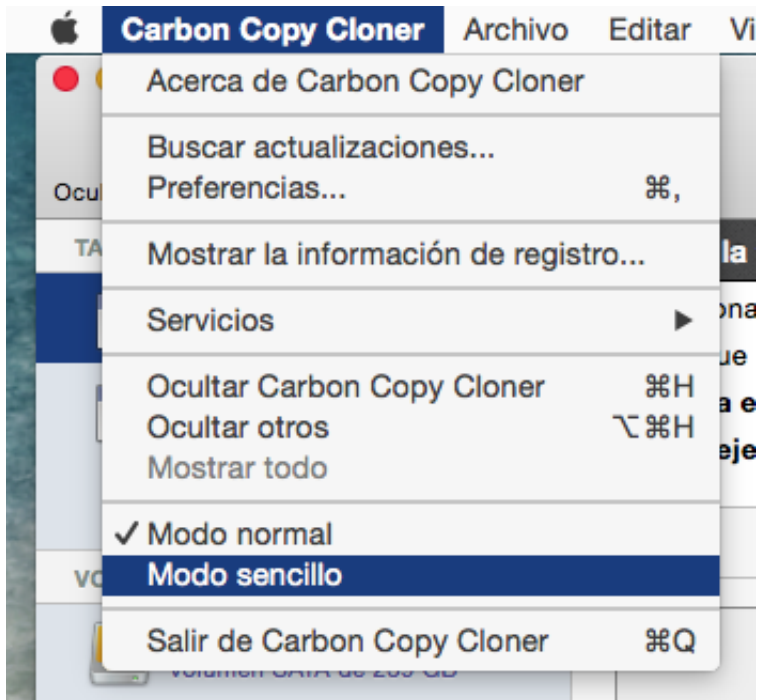 Carbon Copy Cloner Archivo Editar
Acerca de Carbon Copy Cloner
Buscar actualizaciones...
Preferencias... ⌘,
Mostrar la información de registro...
la
Servicios ▶
Ocultar Carbon Copy Cloner ⌘H
Ocultar otros ⌥⌘H
Mostrar todo
✓ Modo normal
Modo sencillo
Salir de Carbon Copy Cloner ⌘Q